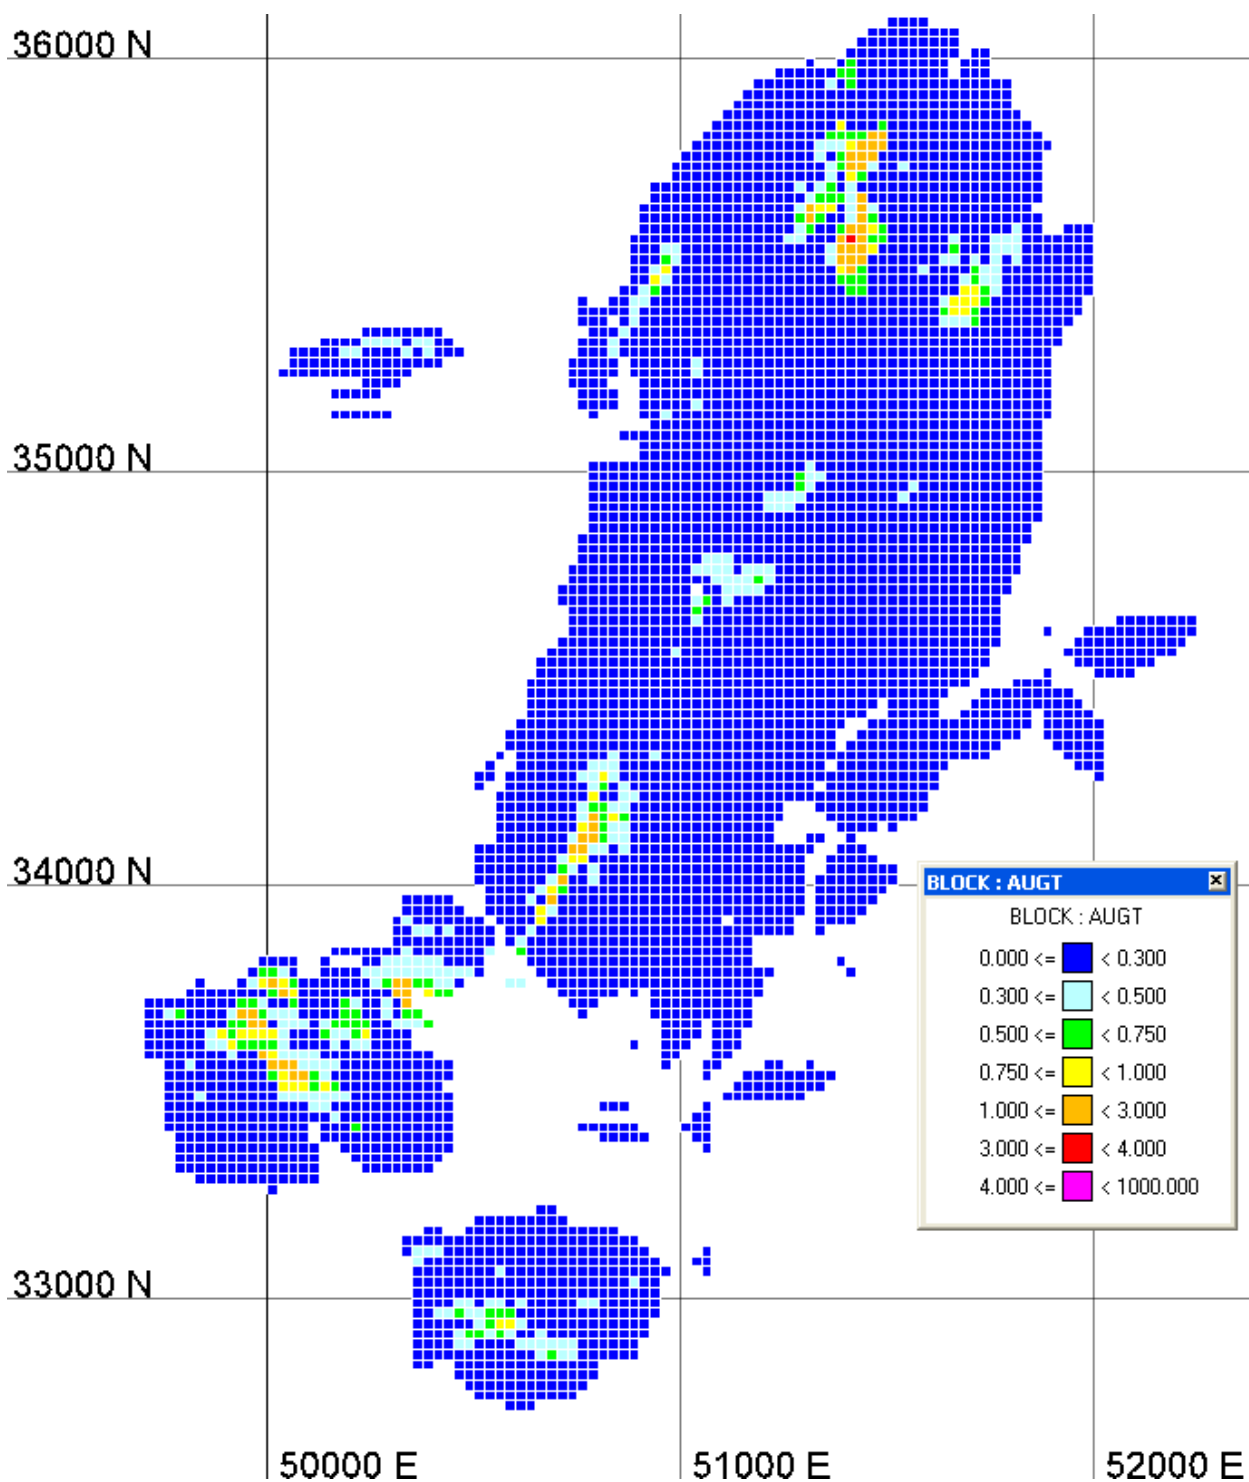 36000 N
35000 N
34000 N
BLOCK : AUGT
BLOCK : AUGT
0.000 <= < 0.300
0.300 <= < 0.500
0.500 <= < 0.750
0.750 <= < 1.000
1.000 <= < 3.000
3.000 <= < 4.000
4.000 <= < 1000.000
33000 N
50000 E
51000 E
52000 E